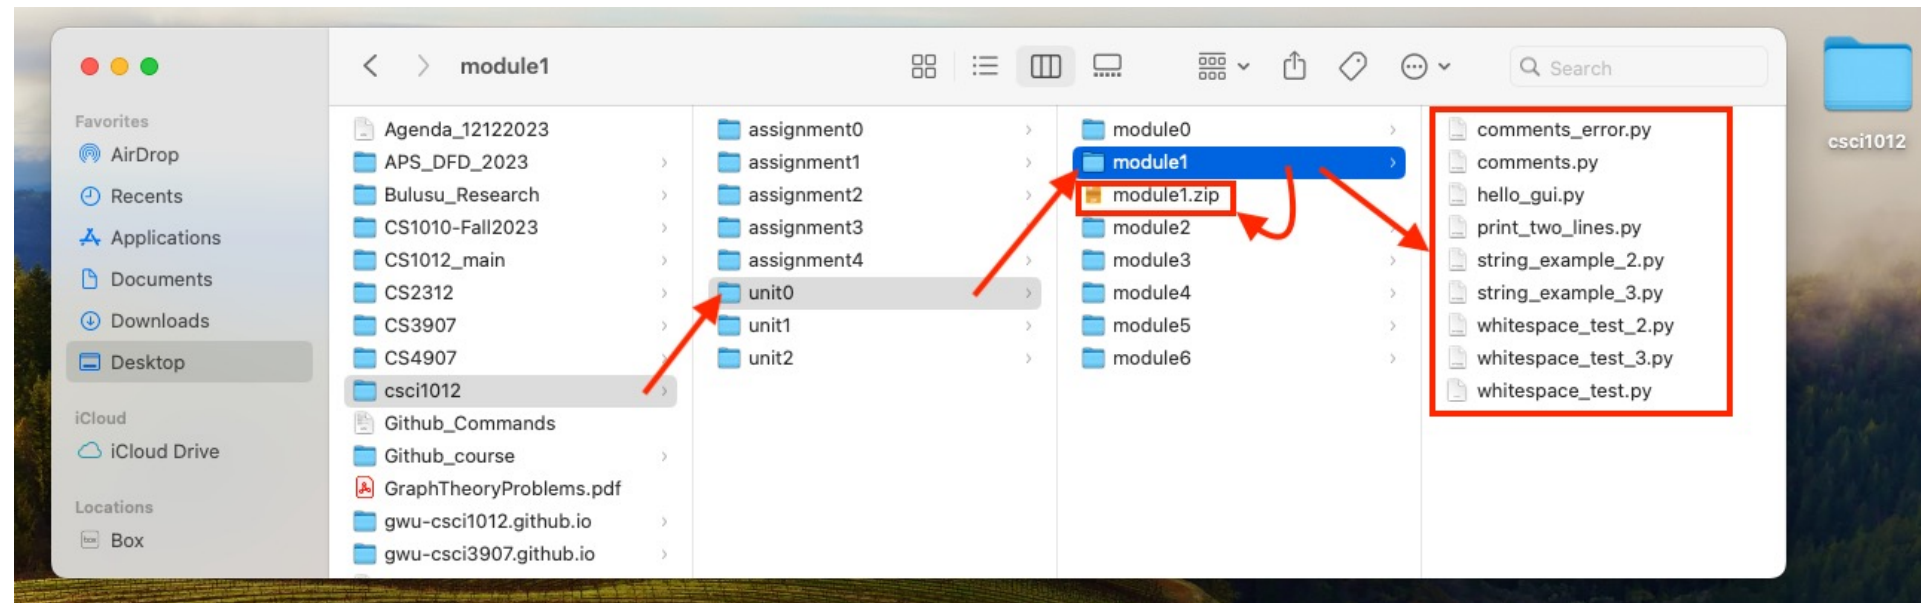 module1
Search
Favorites
AirDrop
Recents
Applications
Documents
Downloads
Desktop
iCloud
iCloud Drive
Locations
box
Box
Agenda_12122023
APS_DFD_2023
Bulusu_Research
CS1010-Fall2023
CS1012_main
CS2312
CS3907
CS4907
csci1012
Github_Commands
Github_course
GraphTheoryProblems.pdf
gwu-csci1012.github.io
gwu-csci3907.github.io
assignment0
assignment1
assignment2
assignment3
assignment4
unit0
unit1
unit2
module0
module1
module1.zip
module2
module3
module4
module5
module6
comments_error.py
comments.py
hello_gui.py
print_two_lines.py
string_example_2.py
string_example_3.py
whitespace_test_2.py
whitespace_test_3.py
whitespace_test.py
csci1012